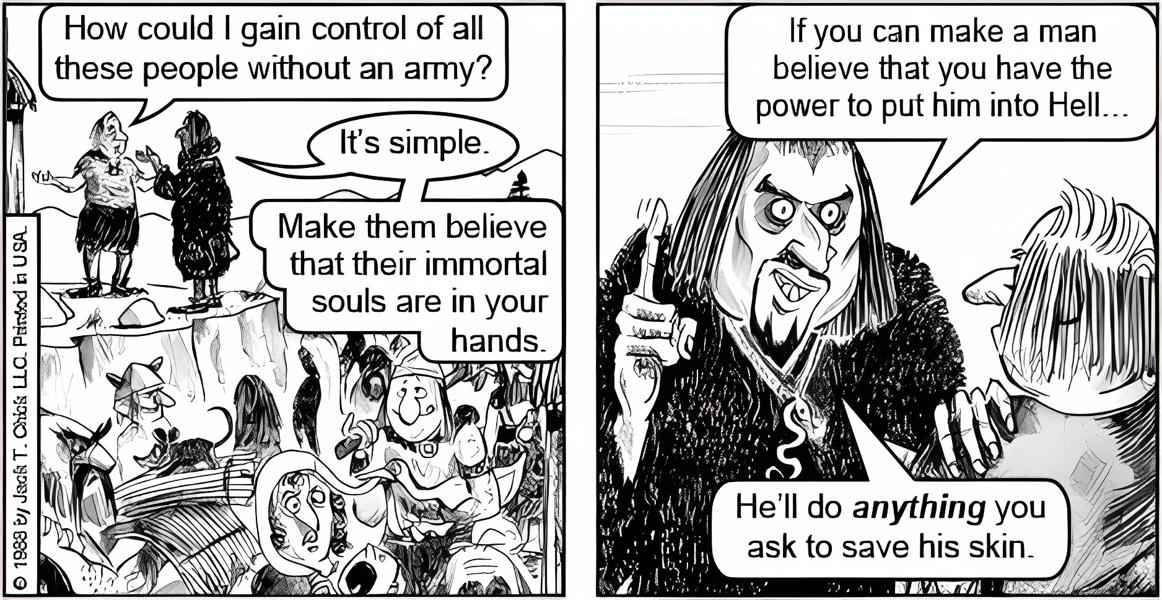 How could I gain control of all
these people without an army?
It's simple.
Make them believe
that their immortal
souls are in your
hands.
© 1988 by Jack T. Chick LLC. Printed in USA.
If you can make a man
believe that you have the
power to put him into Hell...
He'll do anything you
ask to save his skin.